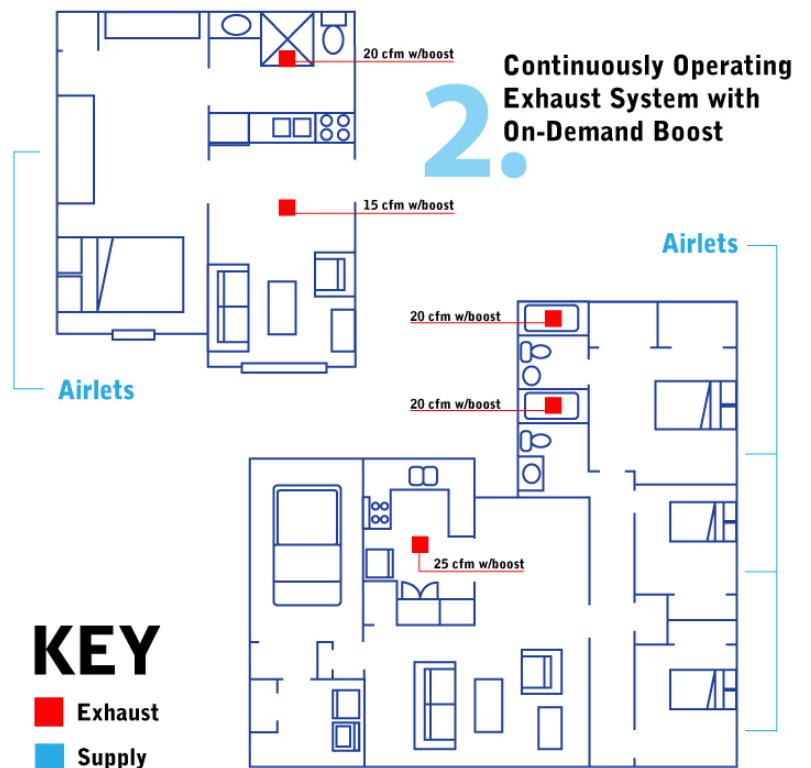 20 cfm w/boost
2.
Continuously Operating
Exhaust System with
On-Demand Boost
15 cfm w/boost
Airlets
Airlets
20 cfm w/boost
20 cfm w/boost
25 cfm w/boost
KEY
Exhaust
Supply